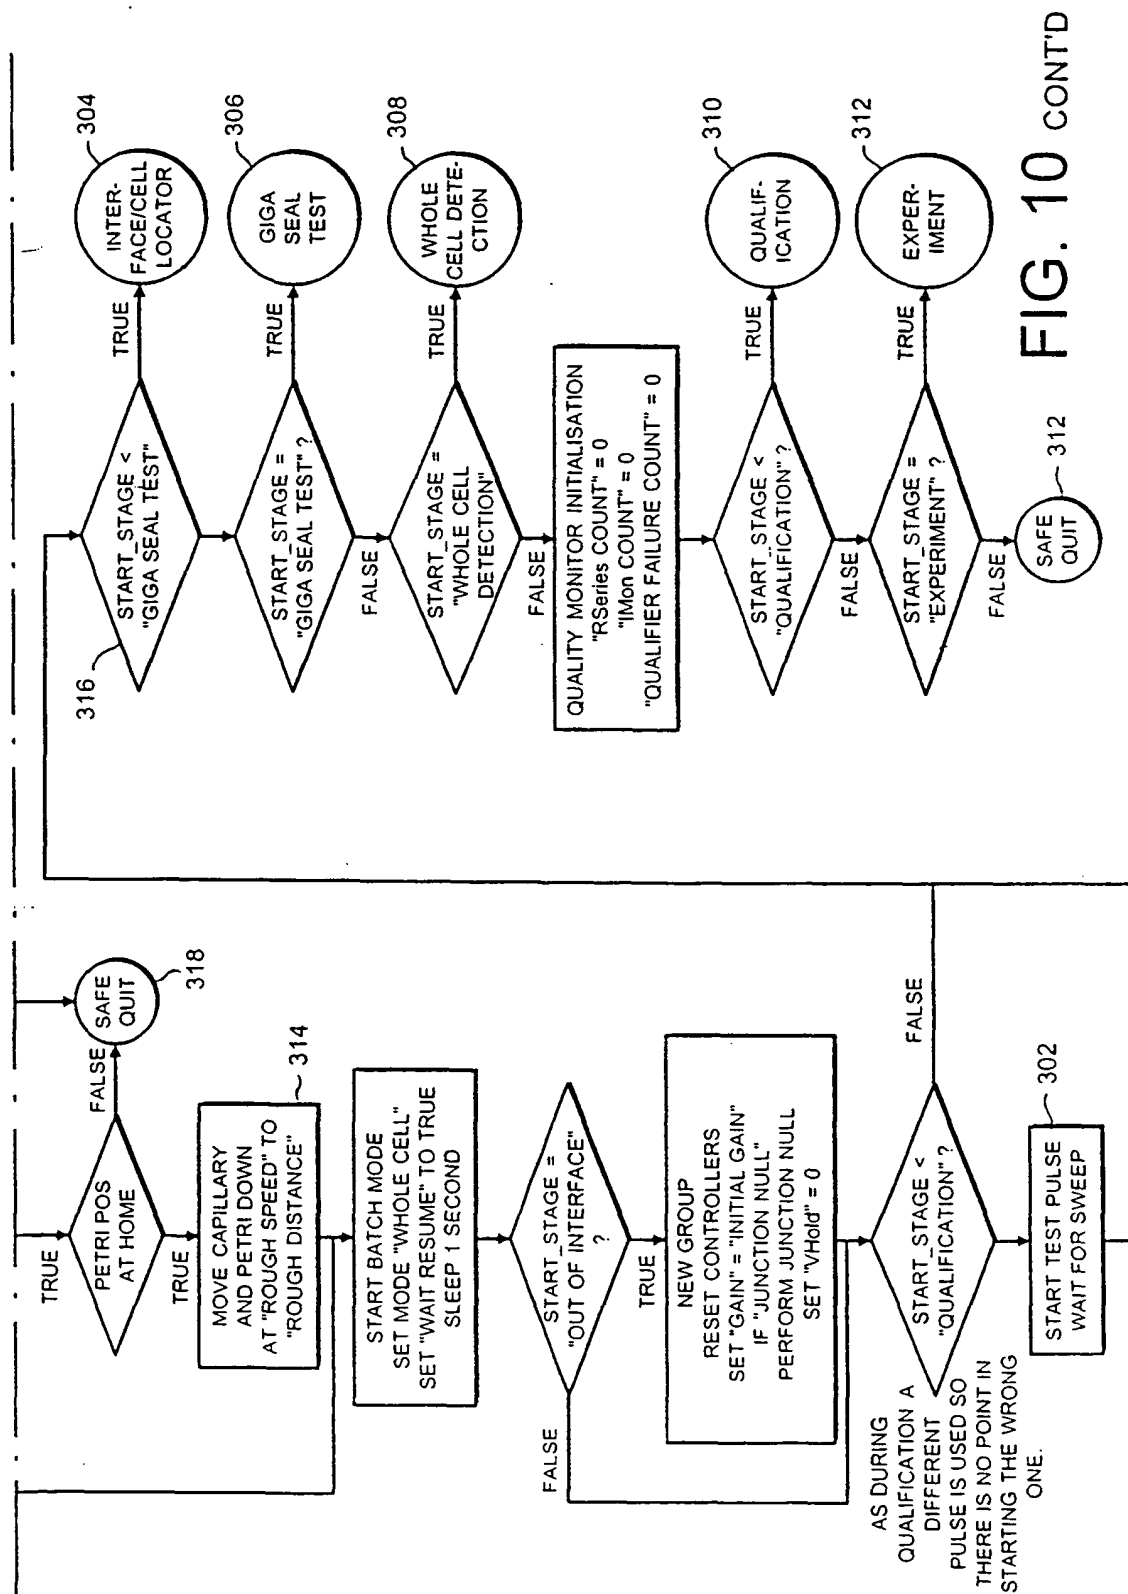 TRUE
PETRI POS
AT HOME
FALSE
SAFE
QUIT
318
TRUE
MOVE CAPILLARY
AND PETRI DOWN
AT "ROUGH SPEED" TO
"ROUGH DISTANCE"
314
START BATCH MODE
SET MODE "WHOLE CELL"
SET "WAIT RESUME" TO TRUE
SLEEP 1 SECOND
START_STAGE =
"OUT OF INTERFACE"
?
FALSE
TRUE
NEW GROUP
RESET CONTROLLERS
SET "GAIN" = "INITIAL GAIN"
IF "JUNCTION NULL"
PERFORM JUNCTION NULL
SET "VHold" = 0
START_STAGE <
"QUALIFICATION" ?
FALSE
AS DURING
QUALIFICATION A
DIFFERENT
PULSE IS USED SO
THERE IS NO POINT IN
STARTING THE WRONG
ONE.
TRUE
START TEST PULSE
WAIT FOR SWEEP
302
316
START_STAGE <
"GIGA SEAL TEST"
TRUE
INTER-
FACE/CELL
LOCATOR
304
START_STAGE =
"GIGA SEAL TEST" ?
TRUE
GIGA
SEAL
TEST
306
FALSE
START_STAGE =
"WHOLE CELL
DETECTION"
TRUE
WHOLE
CELL DETE-
CTION
308
FALSE
QUALITY MONITOR INITIALISATION
"RSeries COUNT" = 0
"IMon COUNT" = 0
"QUALIFIER FAILURE COUNT" = 0
START_STAGE <
"QUALIFICATION" ?
TRUE
QUALIF-
ICATION
310
FALSE
START_STAGE =
"EXPERIMENT" ?
TRUE
EXPER-
IMENT
312
FALSE
SAFE
QUIT
312
FIG. 10 CONT'D